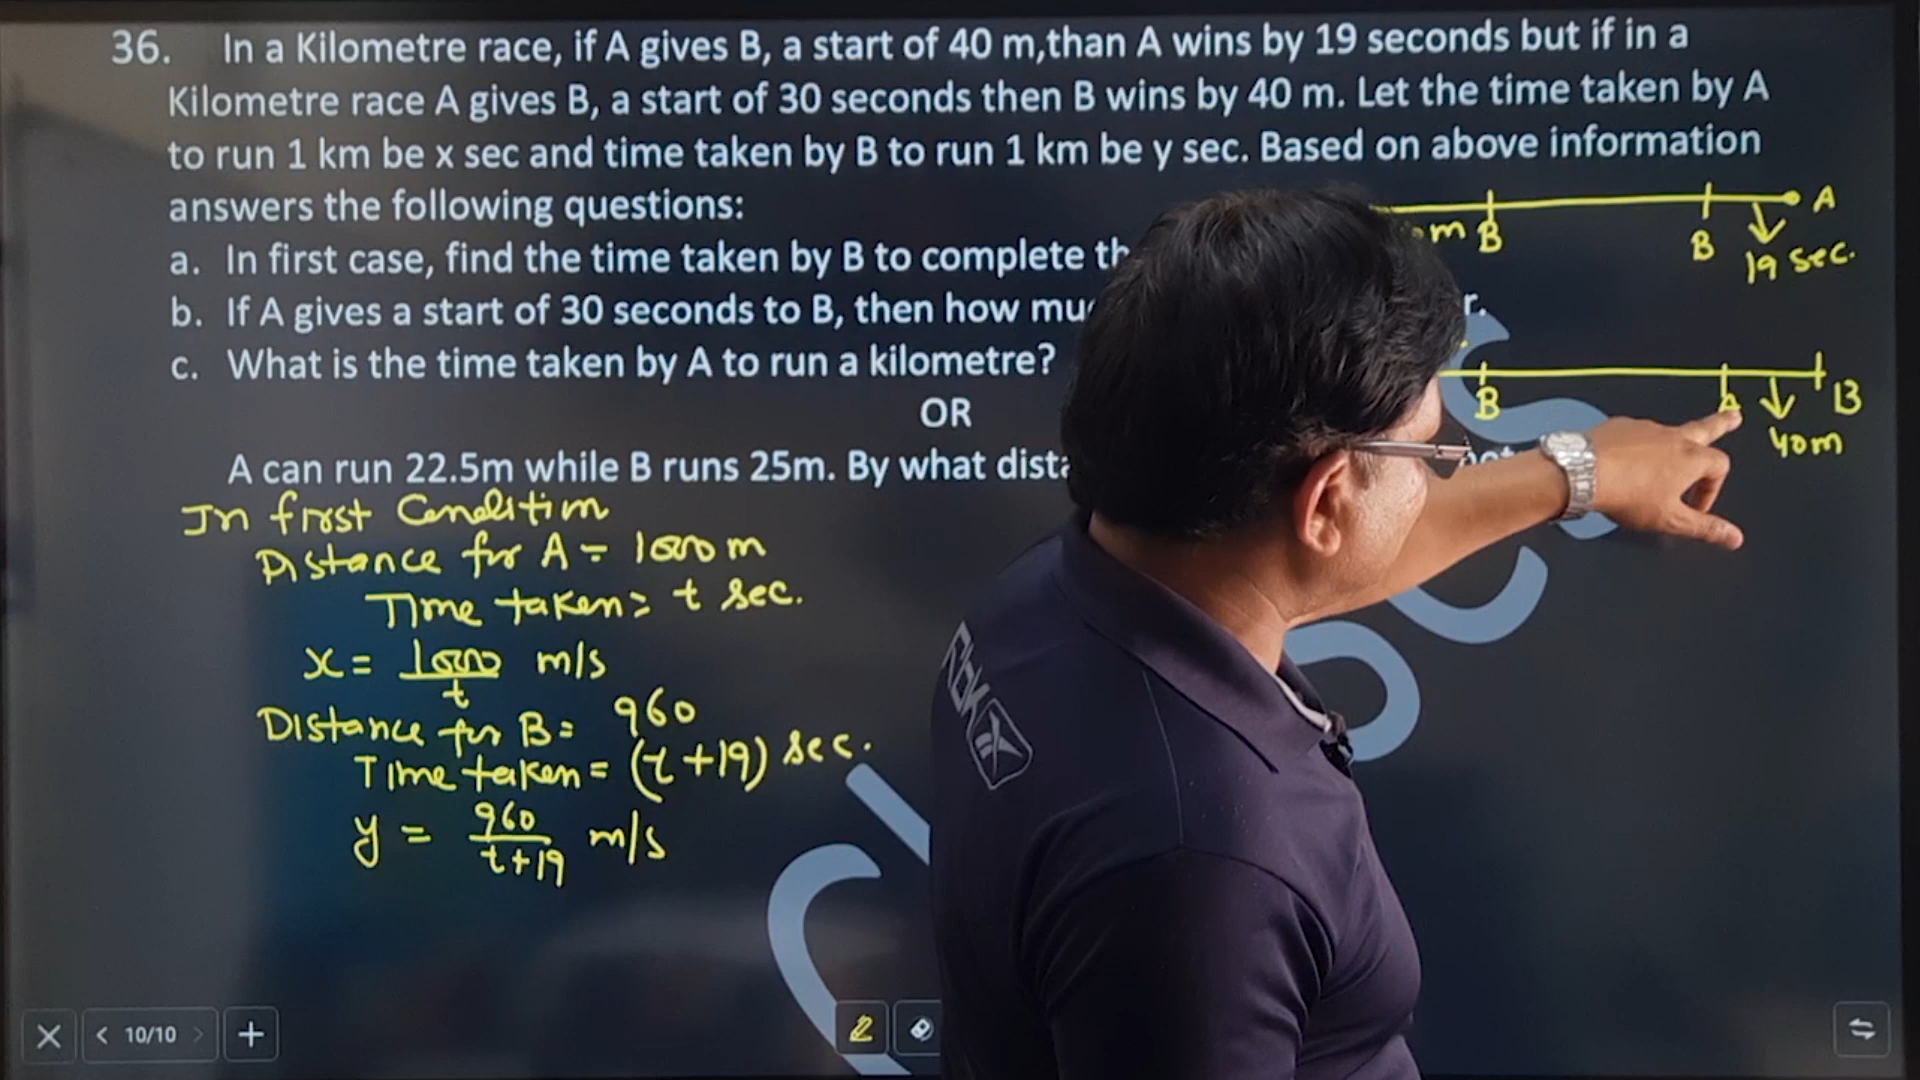 36. In a Kilometre race, if A gives B, a start of 40 m,than A wins by 19 seconds but if in a
Kilometre race A gives B, a start of 30 seconds then B wins by 40 m. Let the time taken by A
to run 1 km be x sec and time taken by B to run 1 km be y sec. Based on above information
answers the following questions:
a. In first case, find the time taken by B to complete th
b. If A gives a start of 30 seconds to B, then how mu r.
c. What is the time taken by A to run a kilometre?
OR
A can run 22.5m while B runs 25m. By what dista
A
m B B 19 sec.
B A B
40m
In first Condition
Distance for A = 1000 m
Time taken = t sec.
x = 1000/t m/s
Distance for B = 960
Time taken = (t+19) sec.
y = 960/t+19 m/s
10/10